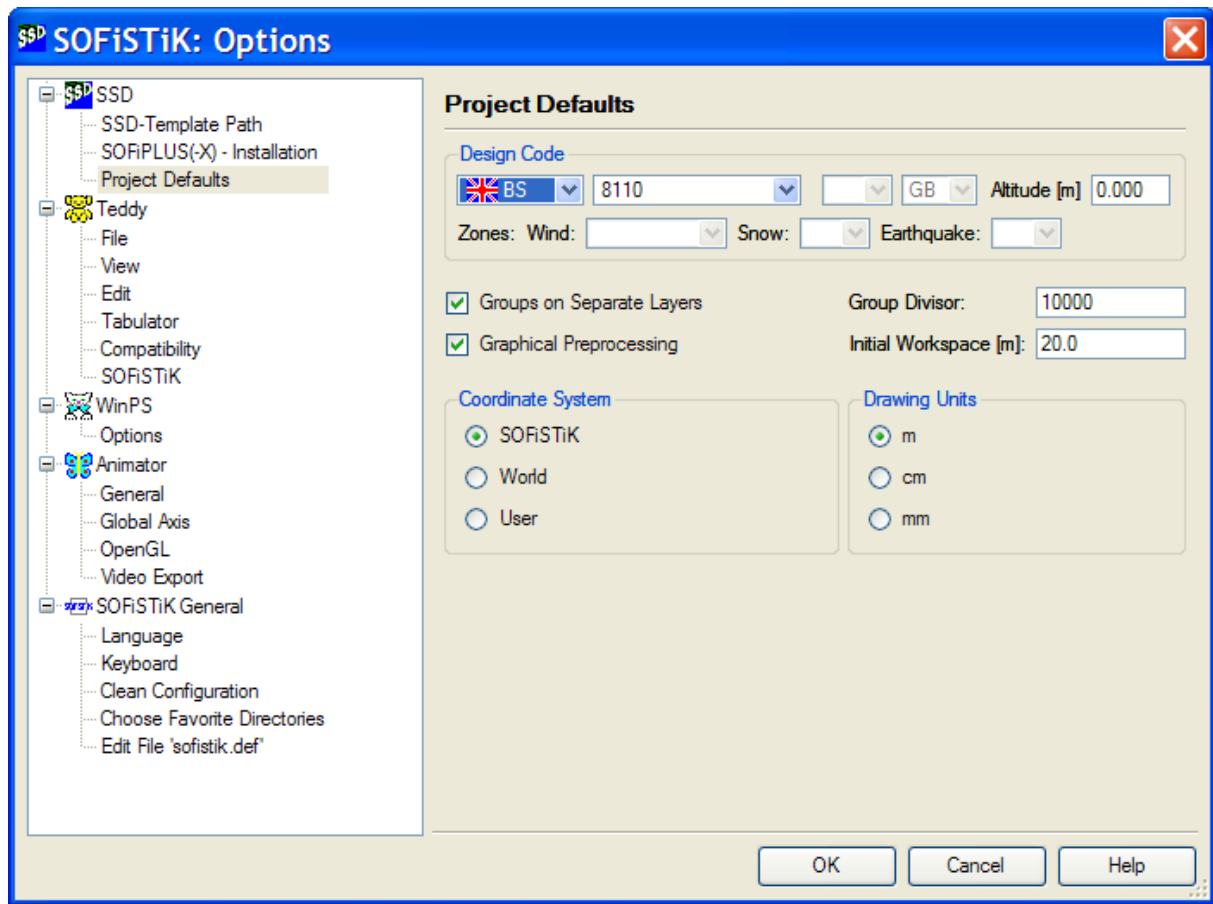 SSD SOFiSTiK: Options
SSD SSD
SSD-Template Path
SOFiPLUS(-X) - Installation
Project Defaults
Teddy
File
View
Edit
Tabulator
Compatibility
SOFiSTiK
WinPS
Options
Animator
General
Global Axis
OpenGL
Video Export
SOFiSTiK General
Language
Keyboard
Clean Configuration
Choose Favorite Directories
Edit File 'sofistik.def'
Project Defaults
Design Code
BS 8110 GB Altitude [m] 0.000
Zones: Wind: Snow: Earthquake:
Groups on Separate Layers Group Divisor: 10000
Graphical Preprocessing Initial Workspace [m]: 20.0
Coordinate System Drawing Units
SOFiSTiK m
World cm
User mm
OK Cancel Help